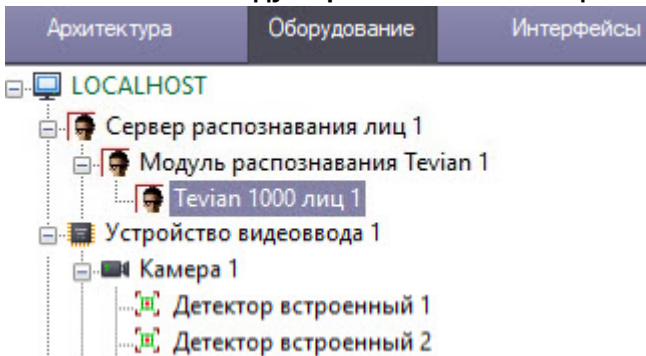 Архитектура Оборудование Интерфейсы
LOCALHOST
Сервер распознавания лиц 1
Модуль распознавания Tevian 1
Tevian 1000 лиц 1
Устройство видеоввода 1
Камера 1
Детектор встроенный 1
Детектор встроенный 2